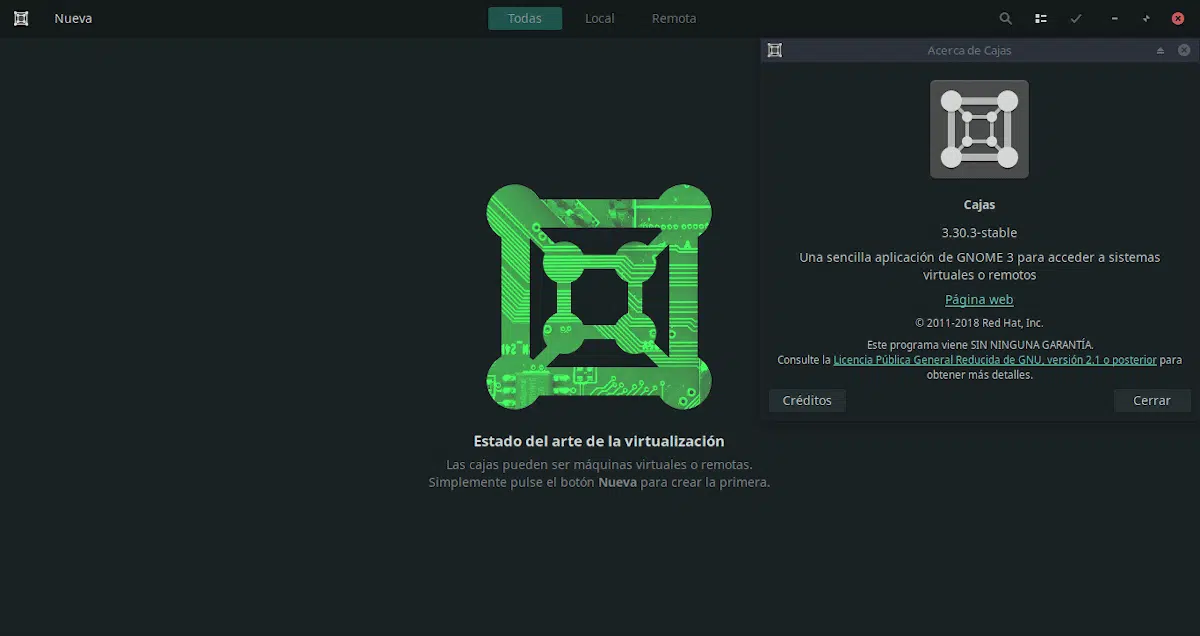 Nueva
Todas
Local
Remota
Acerca de Cajas
Cajas
3.30.3-stable
Una sencilla aplicación de GNOME 3 para acceder a sistemas
virtuales o remotos
Página web
© 2011-2018 Red Hat, Inc.
Este programa viene SIN NINGUNA GARANTÍA.
Consulte la Licencia Pública General Reducida de GNU, versión 2.1 o posterior para
obtener más detalles.
Créditos
Cerrar
Estado del arte de la virtualización
Las cajas pueden ser máquinas virtuales o remotas.
Simplemente pulse el botón Nueva para crear la primera.